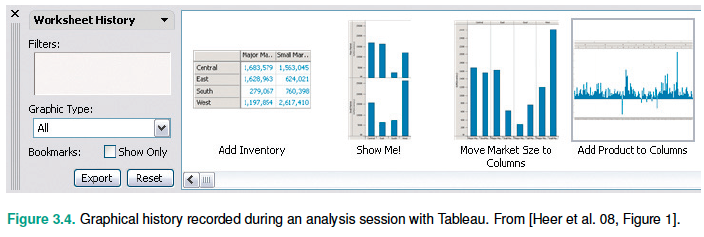 Worksheet History
Filters:
Graphic Type:
All
Bookmarks:
Show Only
Export
Reset
Major Ma.. Small Mar..
Central 1,683,579 1,563,045
East 1,628,963 624,021
South 279,067 760,398
West 1,197,854 2,617,410
Add Inventory
Show Me!
Move Market Size to
Columns
Add Product to Columns
Figure 3.4. Graphical history recorded during an analysis session with Tableau. From [Heer et al. 08, Figure 1].